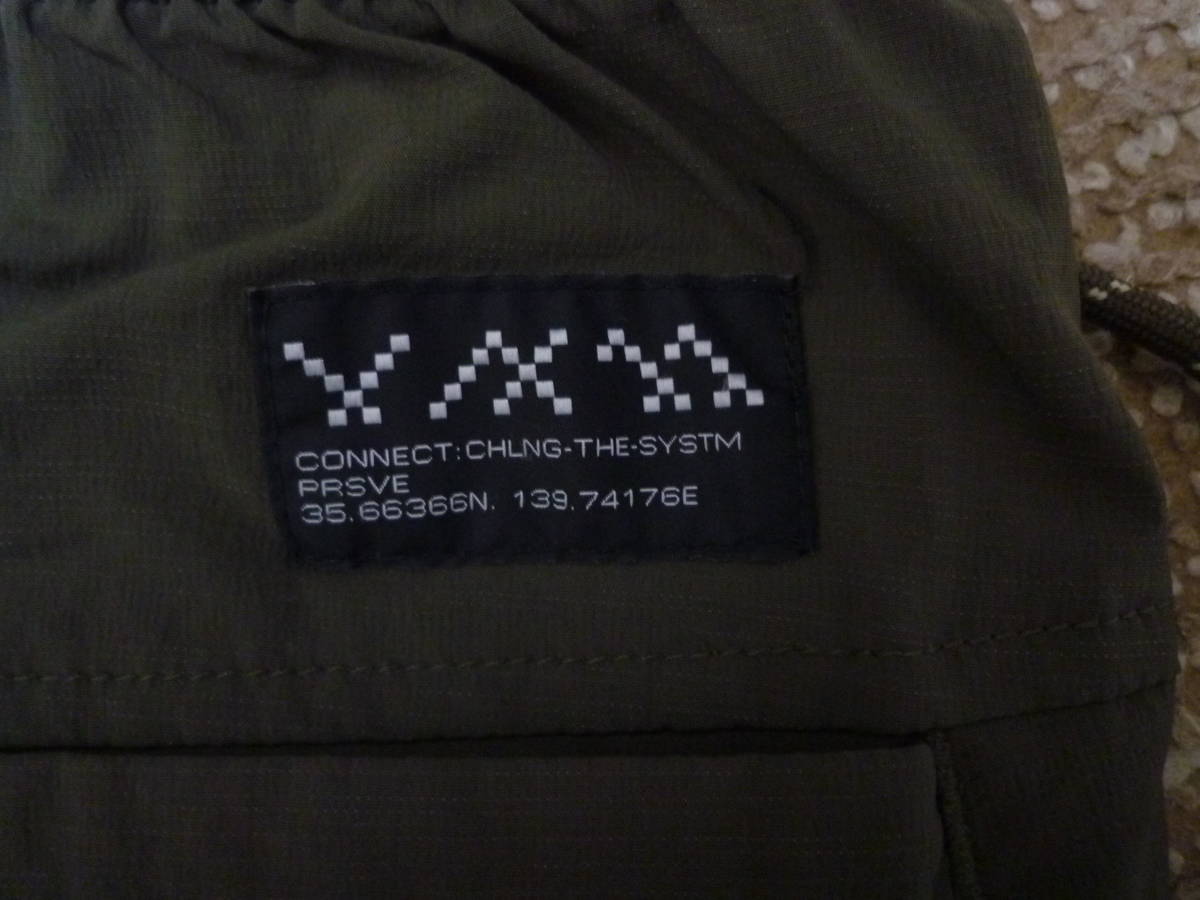 CONNECT:CHLNG-THE-SYSTM
PRSVE
35.66366N. 139.74176E